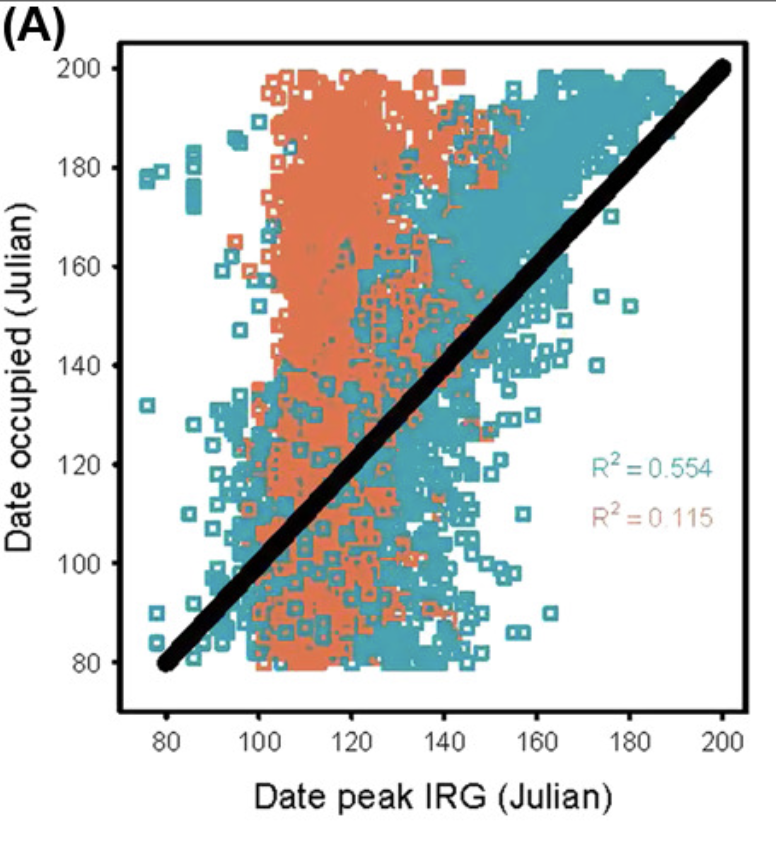 (A)
200
180
160
140
120
100
80
Date occupied (Julian)
R² = 0.554
R² = 0.115
80 100 120 140 160 180 200
Date peak IRG (Julian)